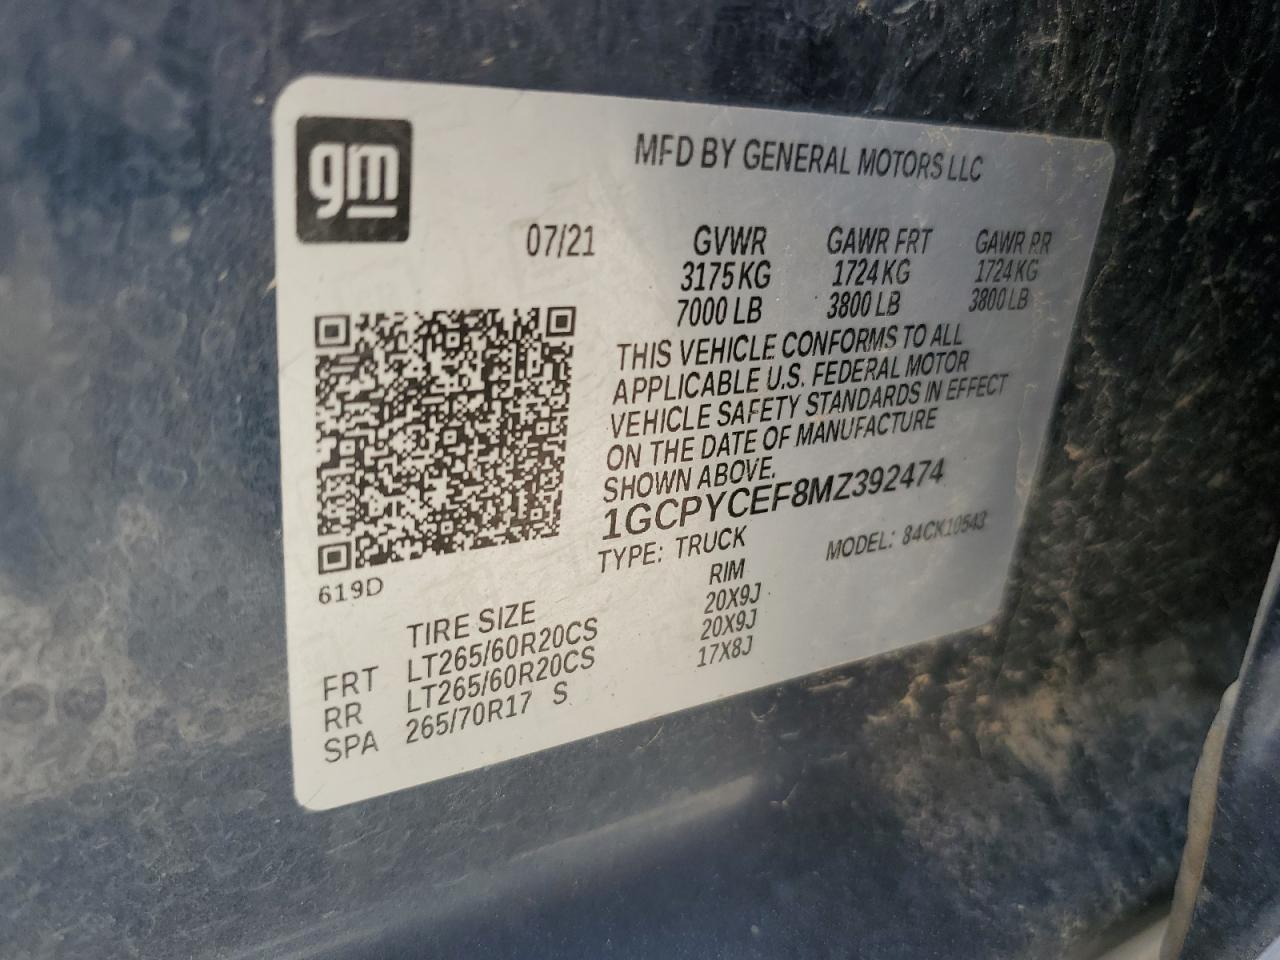 gm
MFD BY GENERAL MOTORS LLC
07/21 GVWR GAWR FRT GAWR RR
3175 KG 1724 KG 1724 KG
7000 LB 3800 LB 3800 LB
THIS VEHICLE CONFORMS TO ALL
APPLICABLE U.S. FEDERAL MOTOR
VEHICLE SAFETY STANDARDS IN EFFECT
ON THE DATE OF MANUFACTURE
SHOWN ABOVE.
1GCPYCEF8MZ392474
TYPE: TRUCK MODEL: 84CK10543
619D
TIRE SIZE RIM
FRT LT265/60R20CS 20X9J
RR LT265/60R20CS 20X9J
SPA 265/70R17 S 17X8J